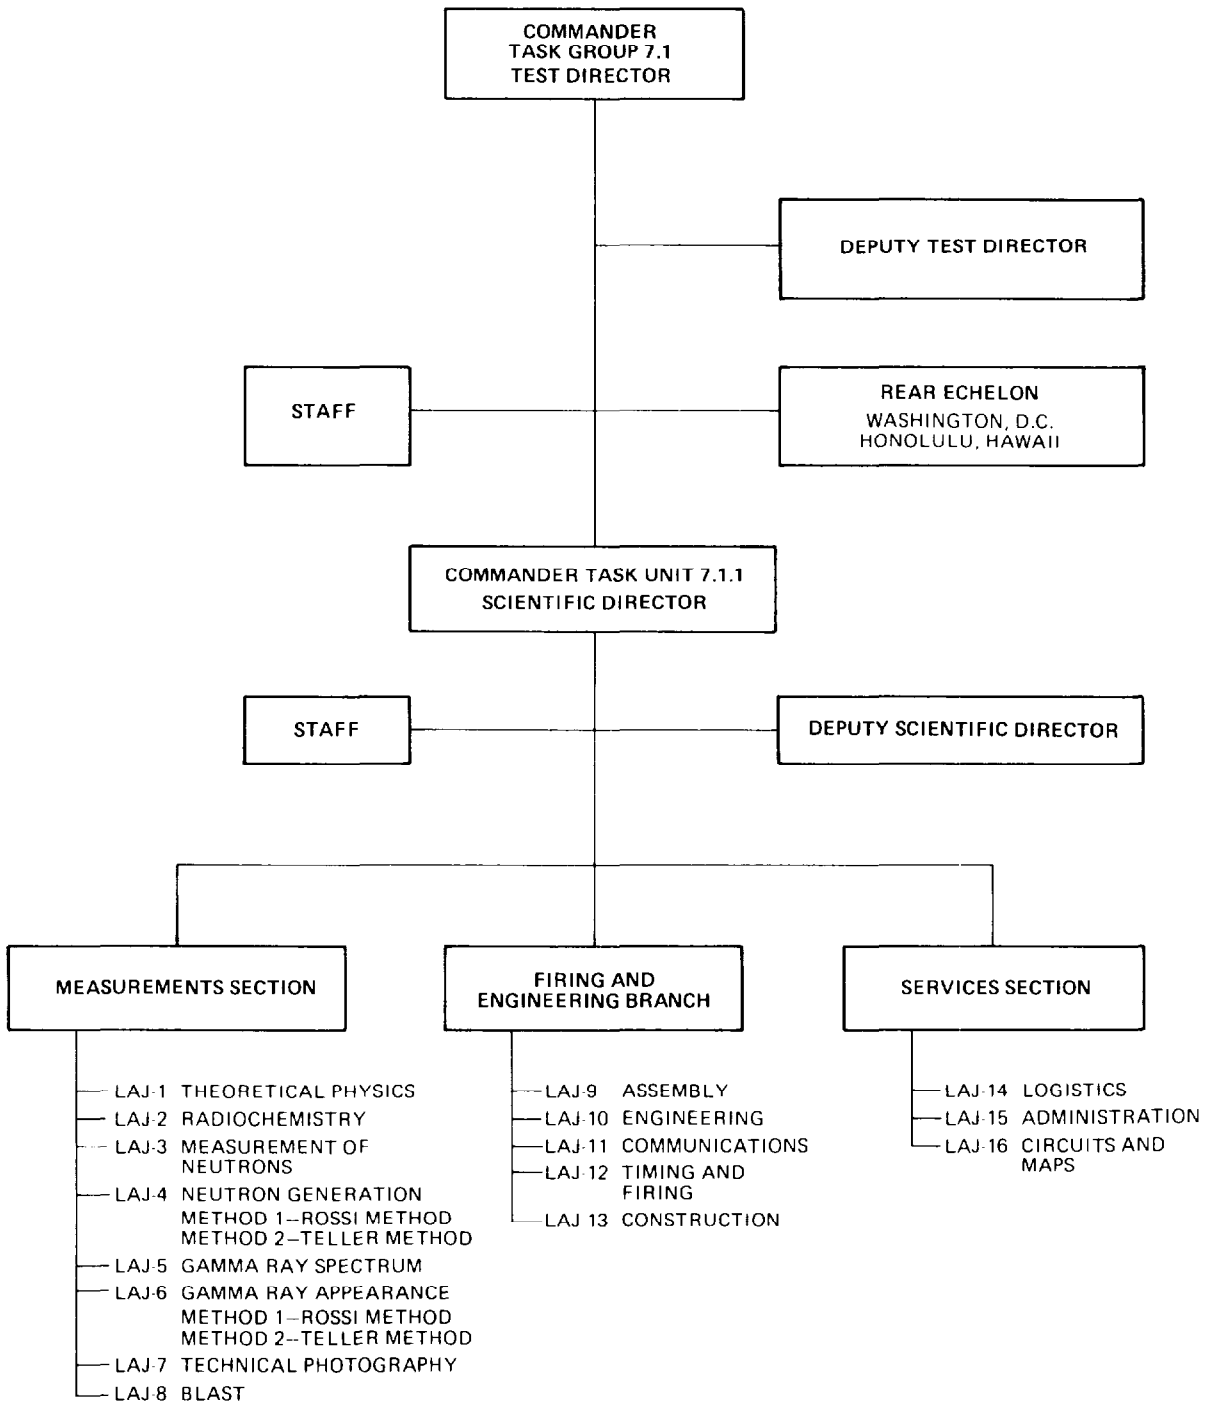 COMMANDER
TASK GROUP 7.1
TEST DIRECTOR
DEPUTY TEST DIRECTOR
STAFF
REAR ECHELON
WASHINGTON, D.C.
HONOLULU, HAWAII
COMMANDER TASK UNIT 7.1.1
SCIENTIFIC DIRECTOR
STAFF
DEPUTY SCIENTIFIC DIRECTOR
MEASUREMENTS SECTION
LAJ-1 THEORETICAL PHYSICS
LAJ-2 RADIOCHEMISTRY
LAJ-3 MEASUREMENT OF
NEUTRONS
LAJ-4 NEUTRON GENERATION
METHOD 1–ROSSI METHOD
METHOD 2–TELLER METHOD
LAJ-5 GAMMA RAY SPECTRUM
LAJ-6 GAMMA RAY APPEARANCE
METHOD 1–ROSSI METHOD
METHOD 2–TELLER METHOD
LAJ-7 TECHNICAL PHOTOGRAPHY
LAJ-8 BLAST
FIRING AND
ENGINEERING BRANCH
LAJ-9 ASSEMBLY
LAJ-10 ENGINEERING
LAJ-11 COMMUNICATIONS
LAJ-12 TIMING AND
FIRING
LAJ 13 CONSTRUCTION
SERVICES SECTION
LAJ-14 LOGISTICS
LAJ-15 ADMINISTRATION
LAJ-16 CIRCUITS AND
MAPS